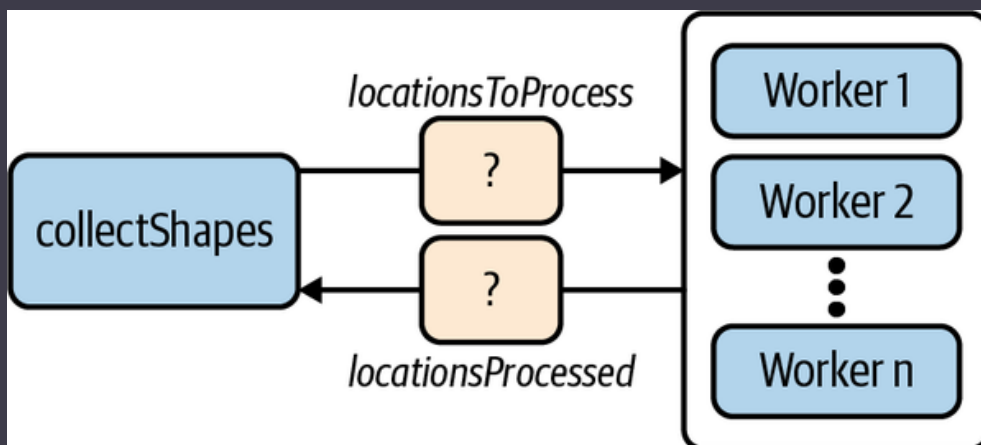 locationsToProcess
?
collectShapes
?
locationsProcessed
Worker 1
Worker 2
Worker n